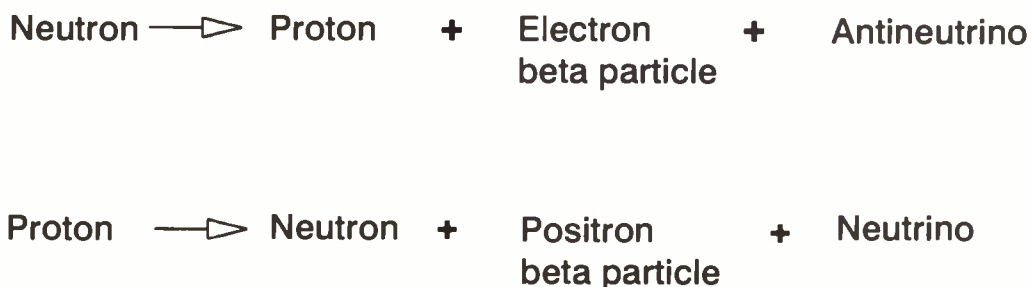 Neutron → Proton + Electron + Antineutrino
beta particle
Proton → Neutron + Positron + Neutrino
beta particle